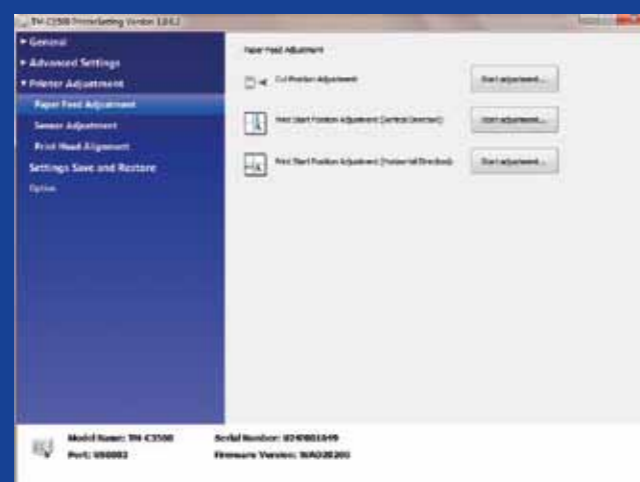 TM-C3500 PrinterSetting Version 1.0.4.2
General
Advanced Settings
Printer Adjustment
Paper Feed Adjustment
Sensor Adjustment
Print Head Alignment
Settings Save and Restore
Option
Paper Feed Adjustment
Cut Position Adjustment
Start adjustment...
Print Start Position Adjustment (Vertical Direction)
Start adjustment...
Print Start Position Adjustment (Horizontal Direction)
Start adjustment...
Model Name: TM-C3500
Serial Number:
Port:
Firmware Version: